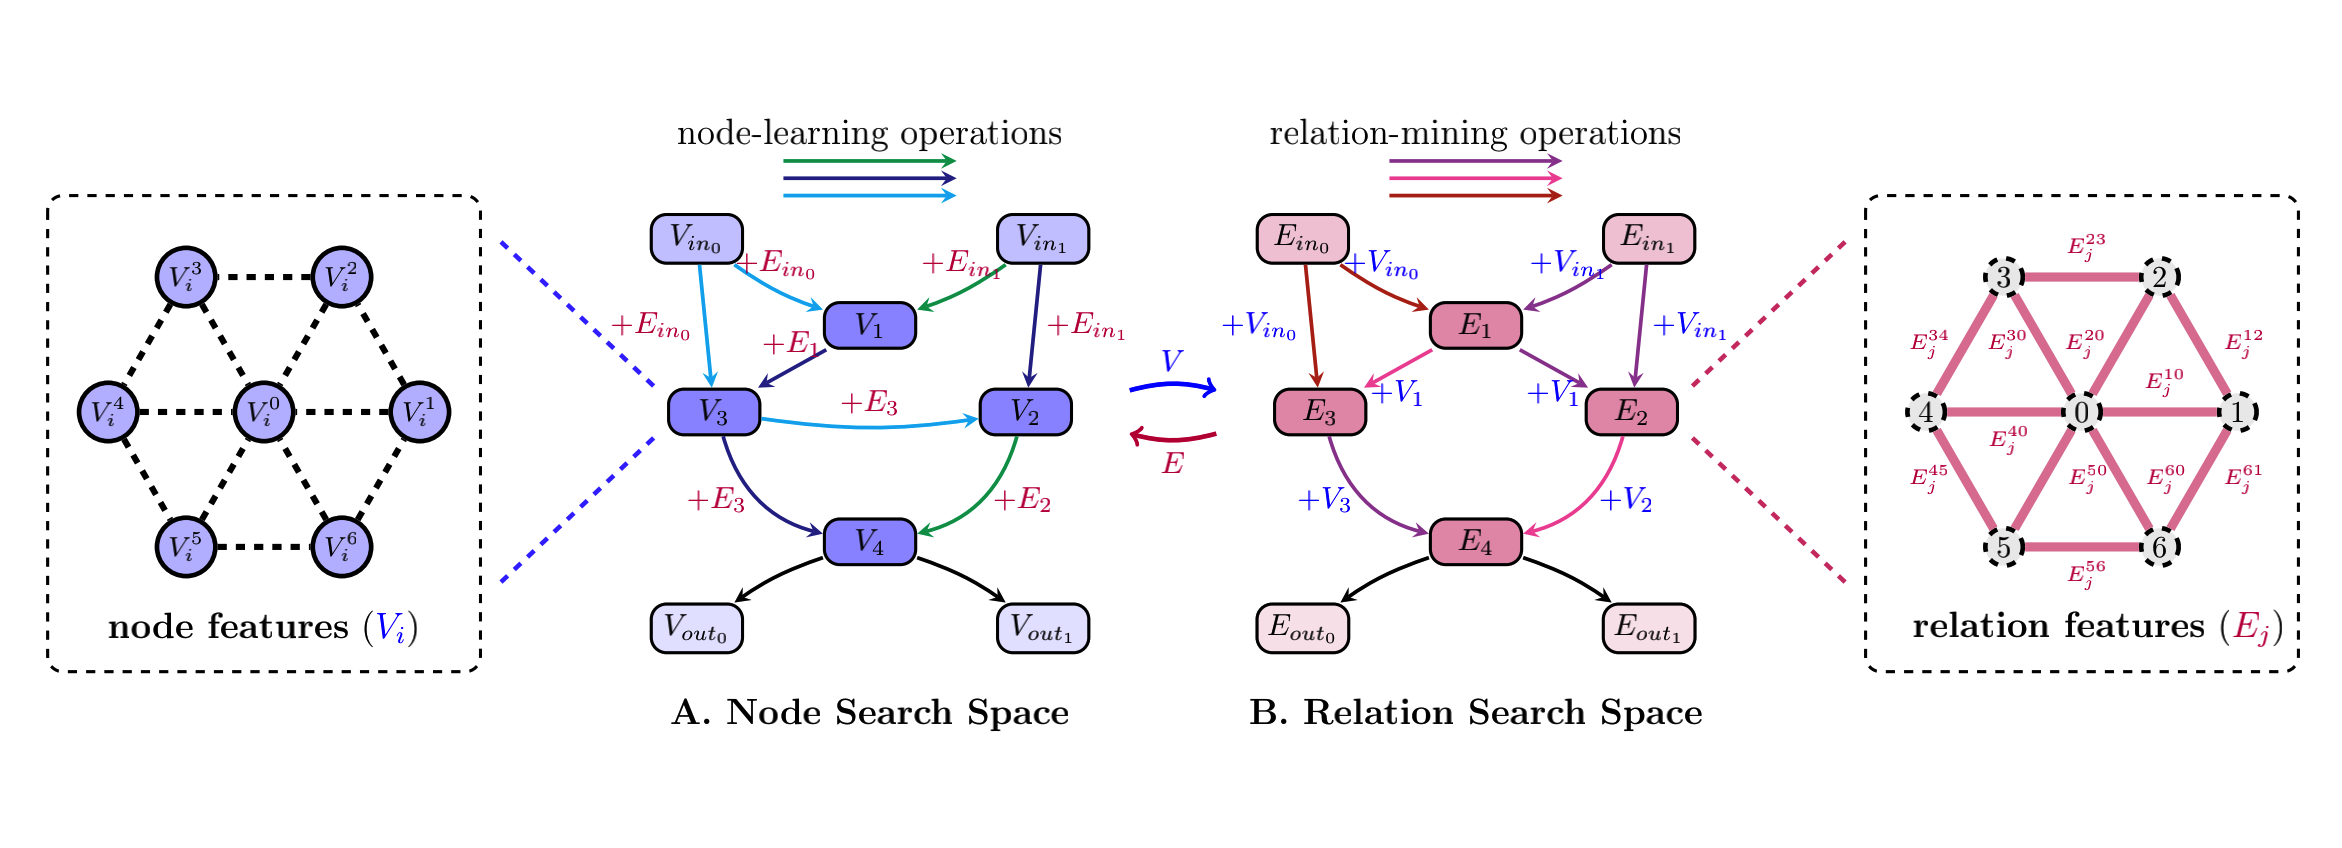 node-learning operations
relation-mining operations
V_i^3
V_i^2
V_i^4
V_i^0
V_i^1
V_i^5
V_i^6
node features (V_i)
V_{in_0}
V_{in_1}
+E_{in_0}
+E_{in_1}
V_1
+E_{in_0}
+E_{in_1}
+E_1
V_3
+E_3
V_2
+E_3
+E_2
V_4
V_{out_0}
V_{out_1}
A. Node Search Space
V
E
E_{in_0}
E_{in_1}
+V_{in_0}
+V_{in_1}
E_1
+V_{in_0}
+V_{in_1}
+V_1
+V_1
E_3
E_2
+V_3
+V_2
E_4
E_{out_0}
E_{out_1}
B. Relation Search Space
E_j^{23}
3
2
E_j^{34}
E_j^{30}
E_j^{20}
E_j^{12}
E_j^{10}
4
0
1
E_j^{40}
E_j^{45}
E_j^{50}
E_j^{60}
E_j^{61}
5
6
E_j^{56}
relation features (E_j)